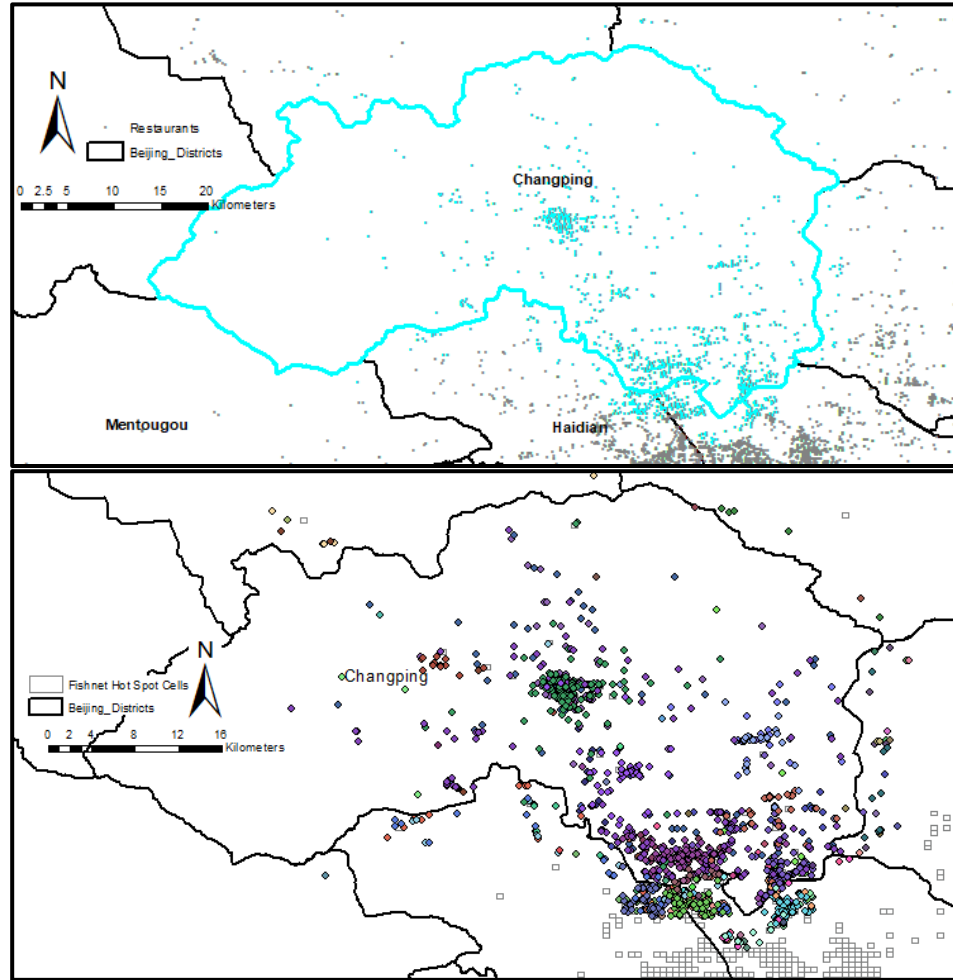 N
Restaurants
Beijing_Districts
0 2.5 5 10 15 20
Kilometers
Changping
Mentougou
Haidian
N
Changping
Fishnet Hot Spot Cells
Beijing_Districts
0 2 4 8 12 16
Kilometers